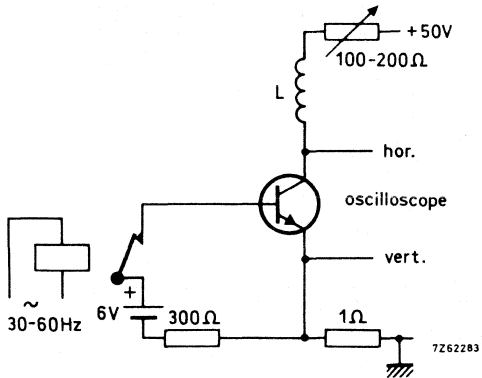 +50V
100-200Ω
L
hor.
oscilloscope
vert.
~
30-60Hz
+
6V
300Ω
1Ω
7Z62283